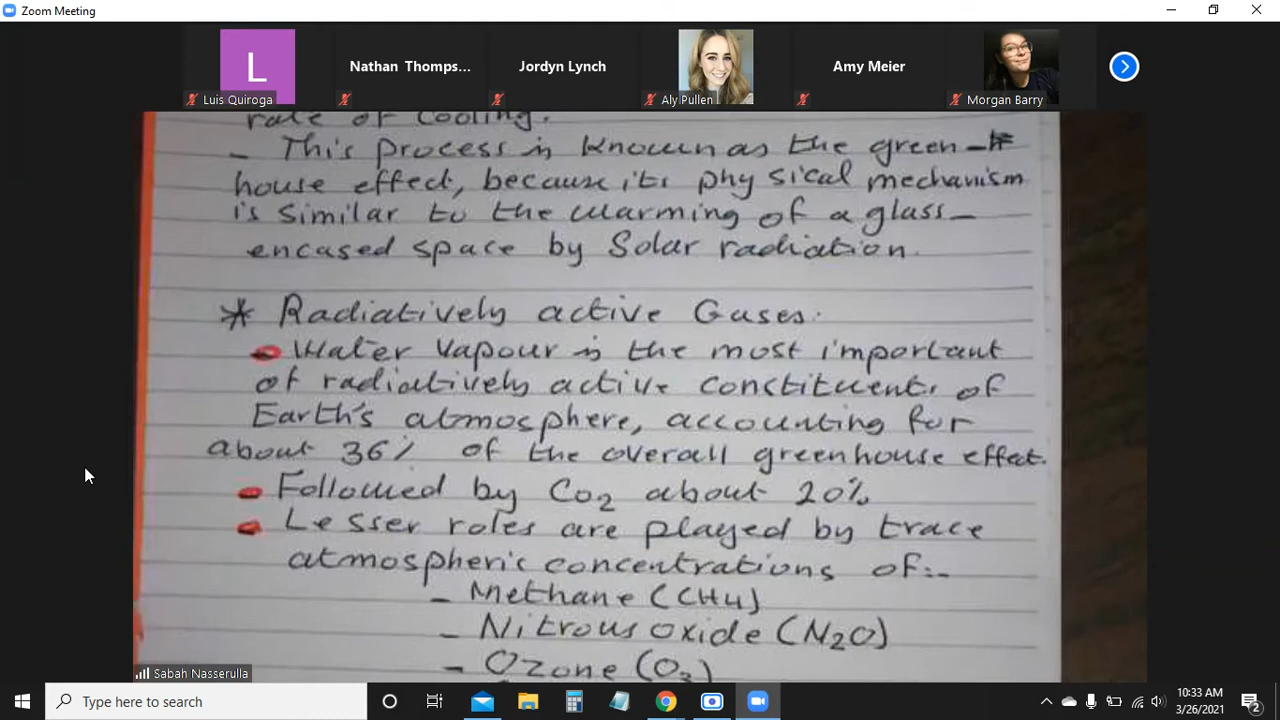 Zoom Meeting
L
Luis Quiroga
Nathan Thomps...
Jordyn Lynch
Aly Pullen
Amy Meier
Morgan Barry
rate of cooling.
- This process is known as the green-
house effect, because its physical mechanism
is similar to the warming of a glass-
encased space by Solar radiation.
* Radiatively active Gases.
- Water Vapour is the most important
of radiatively active constituents of
Earth's atmosphere, accounting for
about 36% of the overall greenhouse effect.
- Followed by Co2 about 20%
- Lesser roles are played by trace
atmospheric concentrations of:-
- Methane (CH4)
- Nitrous oxide (N2O)
- Ozone (O3)
Sabah Nasserulla
Type here to search
10:33 AM
3/26/2021
2